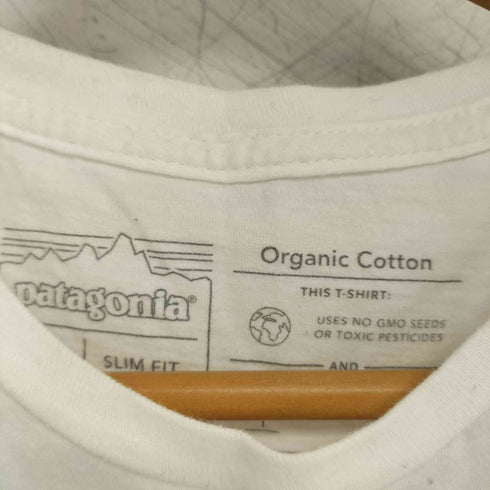 patagonia®
SLIM FIT
Organic Cotton
THIS T-SHIRT:
USES NO GMO SEEDS
OR TOXIC PESTICIDES
AND